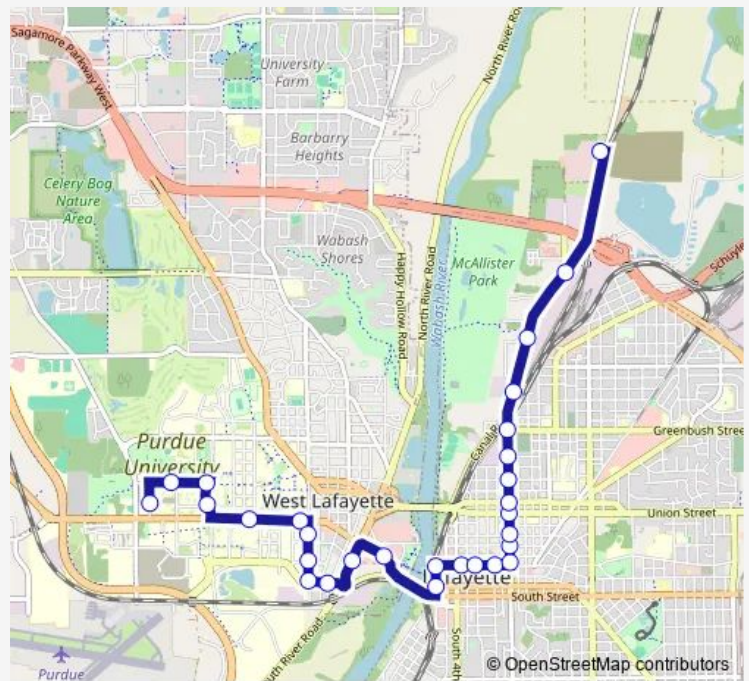 Sagamore Parkway West
University
Farm
North River Road
Barbarry
Heights
Celery Bog
Nature
Area
Wabash
Shores
Happy Hollow Road
North River Road
Wabash River
McAllister
Park
Schuyle
Canal R
Greenbush Stree
Purdue
University
West Lafayette
Union Street
Lafayette
South Street
South River Road
South 4th
Purdue
© OpenStreetMap contributors